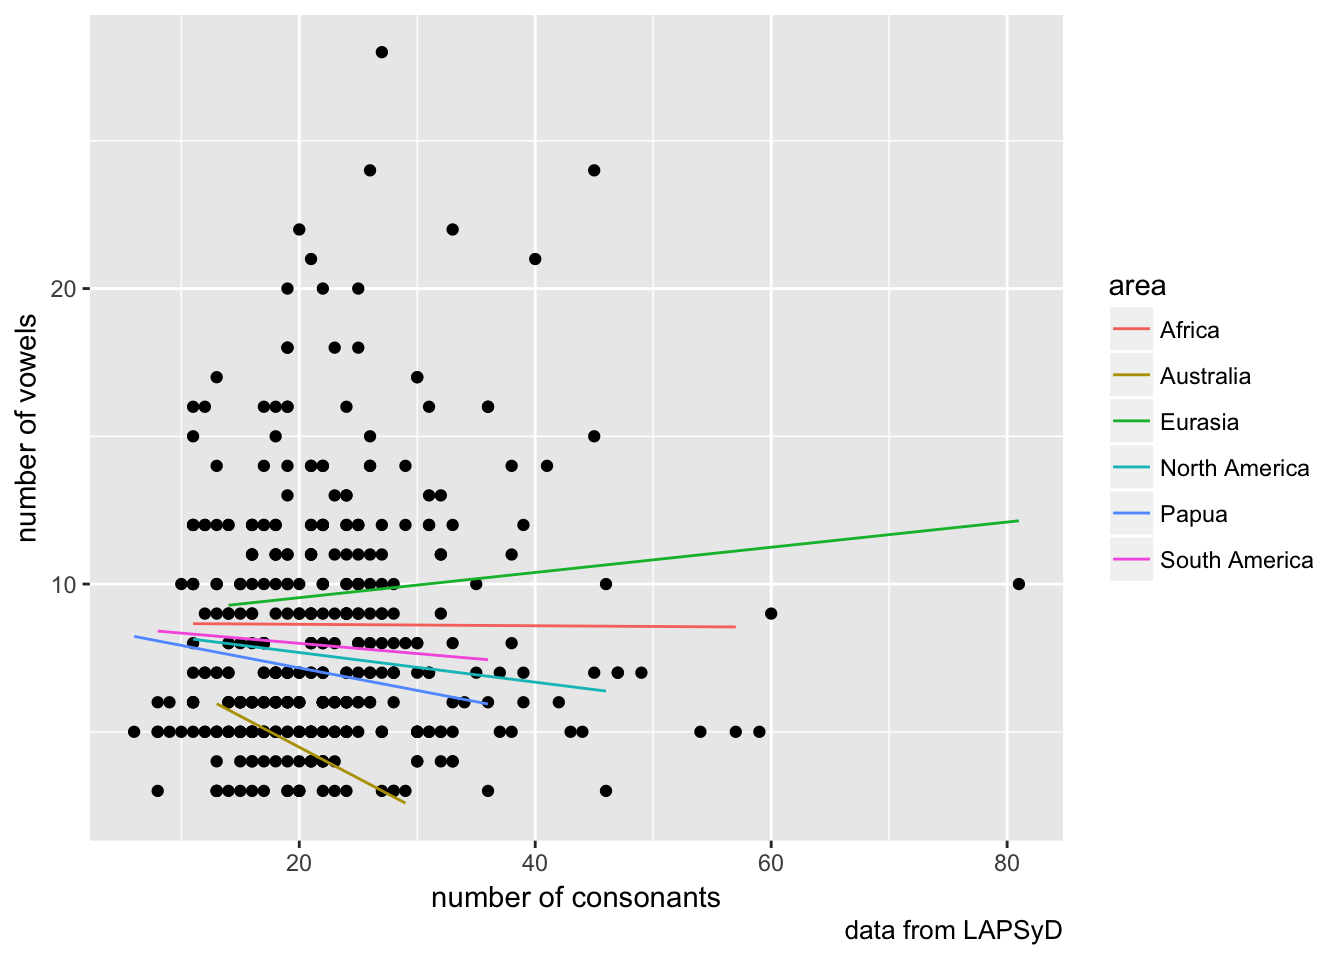 number of vowels
20
10
20
40
60
80
number of consonants
data from LAPSyD
area
Africa
Australia
Eurasia
North America
Papua
South America